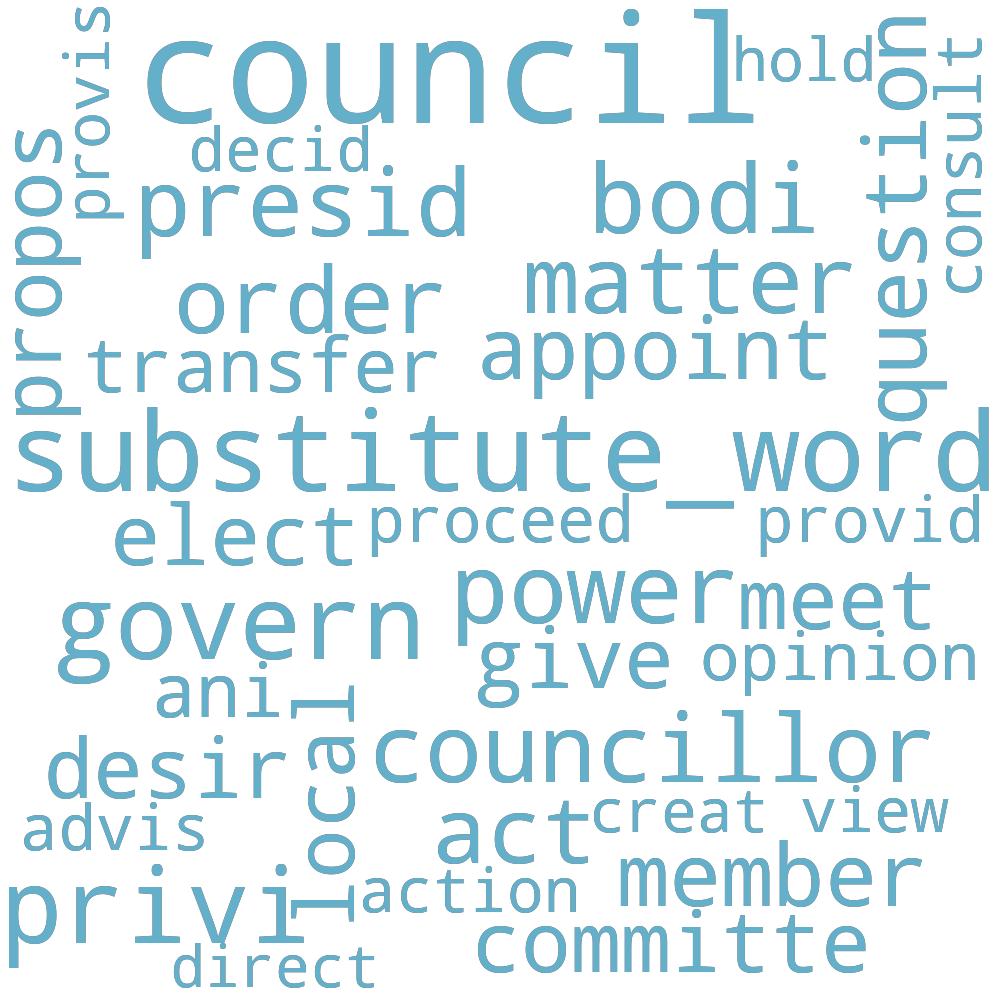 council
hold
provis
question
consult
decid
propos
presid
bodi
matter
order
appoint
transfer
substitute_word
elect
proceed
provid
power
meet
govern
give
opinion
ani
local
councillor
desir
creat
view
advis
act
member
privi
action
committe
direct